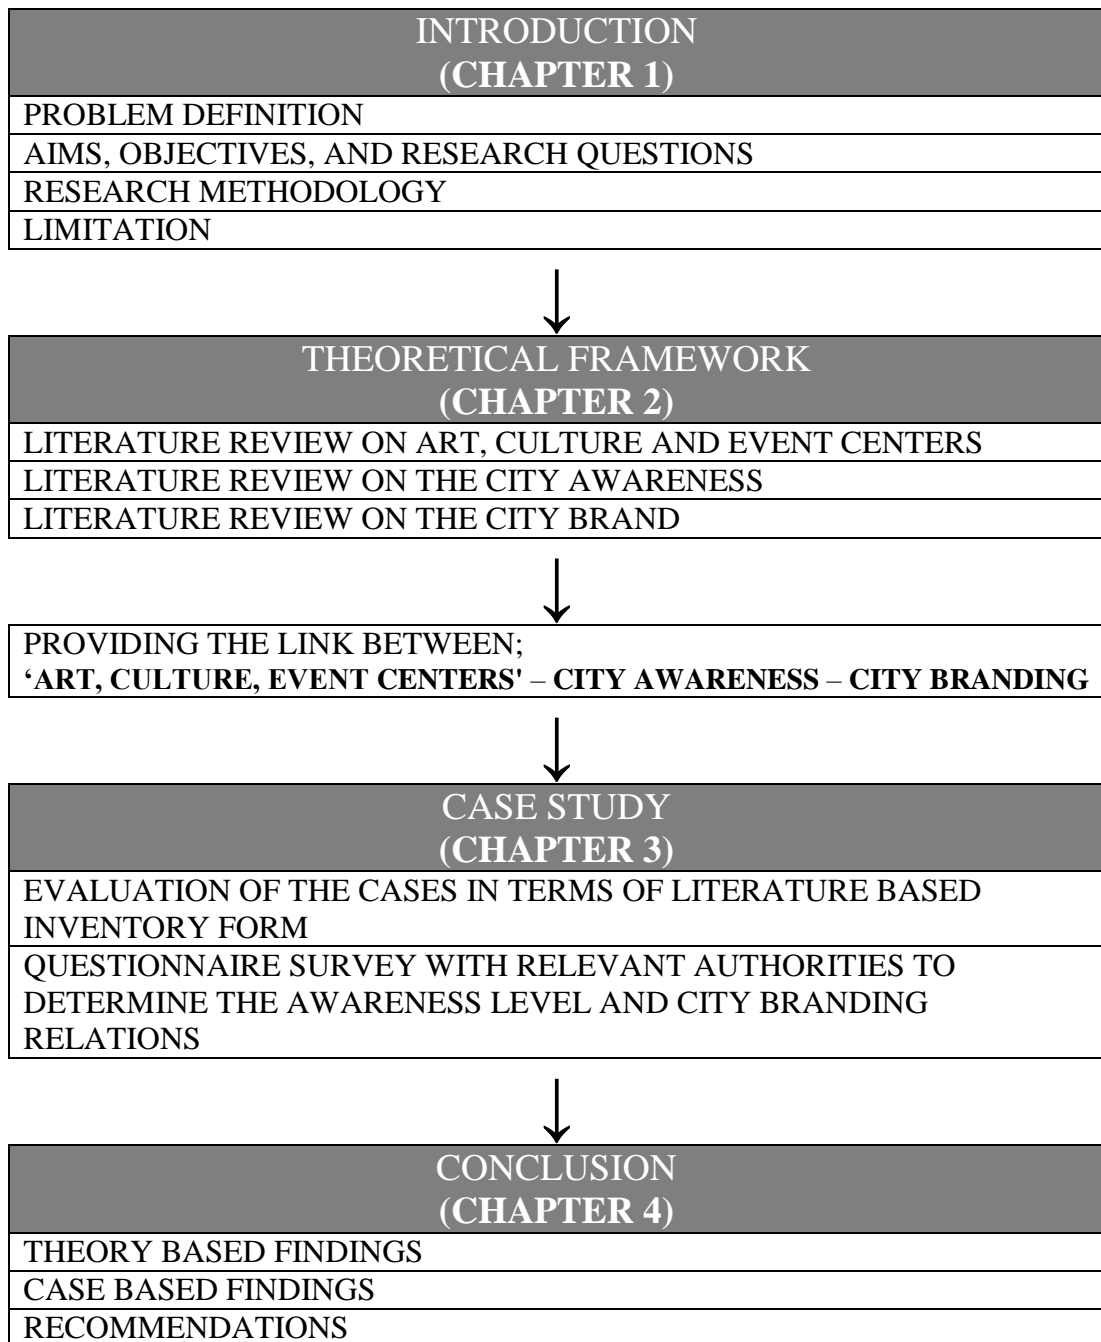 INTRODUCTION
(CHAPTER 1)
PROBLEM DEFINITION
AIMS, OBJECTIVES, AND RESEARCH QUESTIONS
RESEARCH METHODOLOGY
LIMITATION
THEORETICAL FRAMEWORK
(CHAPTER 2)
LITERATURE REVIEW ON ART, CULTURE AND EVENT CENTERS
LITERATURE REVIEW ON THE CITY AWARENESS
LITERATURE REVIEW ON THE CITY BRAND
PROVIDING THE LINK BETWEEN;
‘ART, CULTURE, EVENT CENTERS' – CITY AWARENESS – CITY BRANDING
CASE STUDY
(CHAPTER 3)
EVALUATION OF THE CASES IN TERMS OF LITERATURE BASED
INVENTORY FORM
QUESTIONNAIRE SURVEY WITH RELEVANT AUTHORITIES TO
DETERMINE THE AWARENESS LEVEL AND CITY BRANDING
RELATIONS
CONCLUSION
(CHAPTER 4)
THEORY BASED FINDINGS
CASE BASED FINDINGS
RECOMMENDATIONS